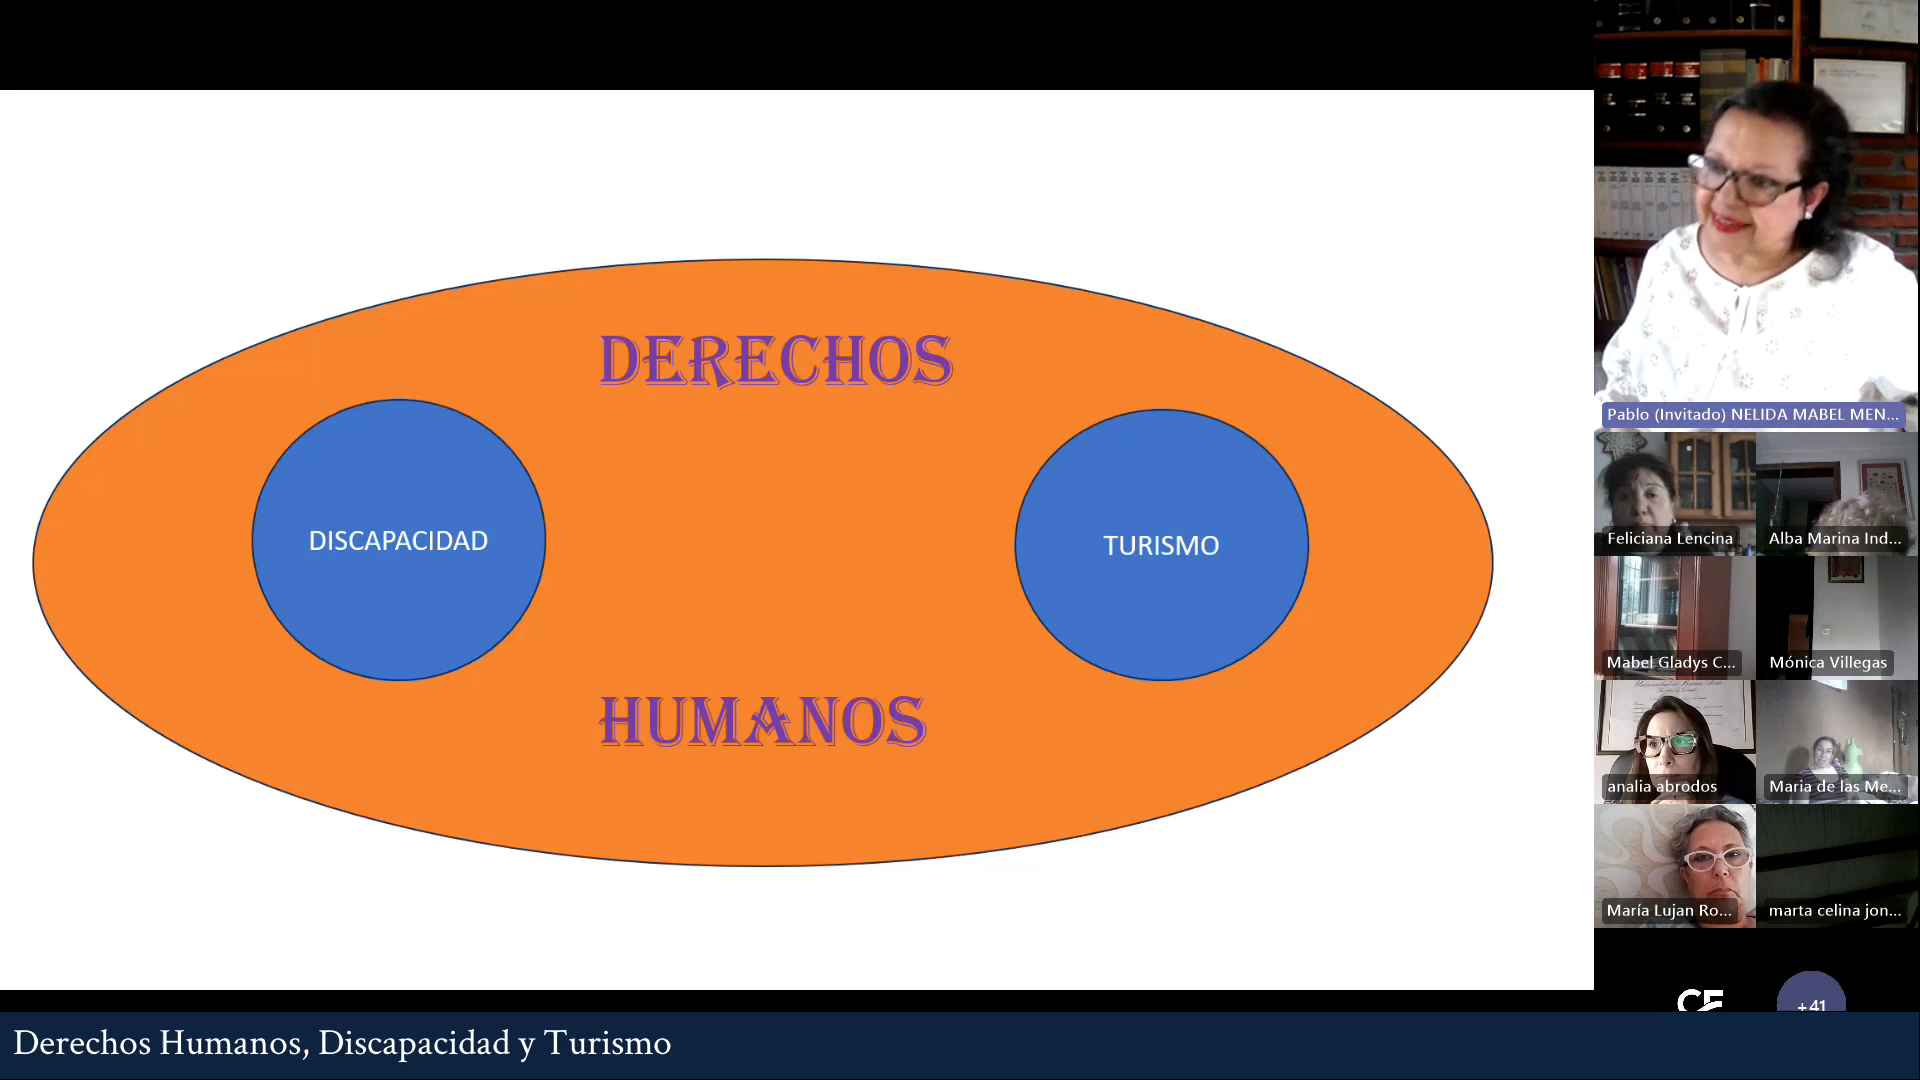 DERECHOS
DISCAPACIDAD
TURISMO
HUMANOS
Pablo (Invitado) NELIDA MABEL MEN...
Feliciana Lencina
Alba Marina Ind...
Mabel Gladys C...
Mónica Villegas
analia abrodos
Maria de las Me...
María Lujan Ro...
marta celina jon...
+41
Derechos Humanos, Discapacidad y Turismo